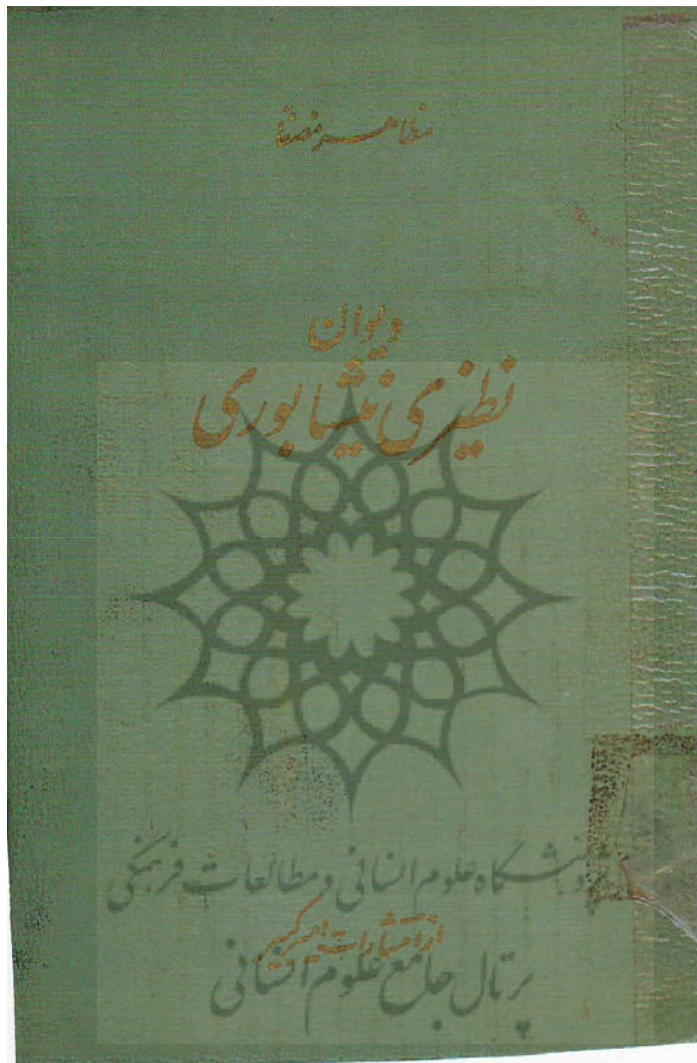 مظاهر مصفا
دیوان
نظیری نیشابوری
پژوهشگاه علوم انسانی و مطالعات فرهنگی
از انتشارات امیرکبیر
پرتال جامع علوم انسانی